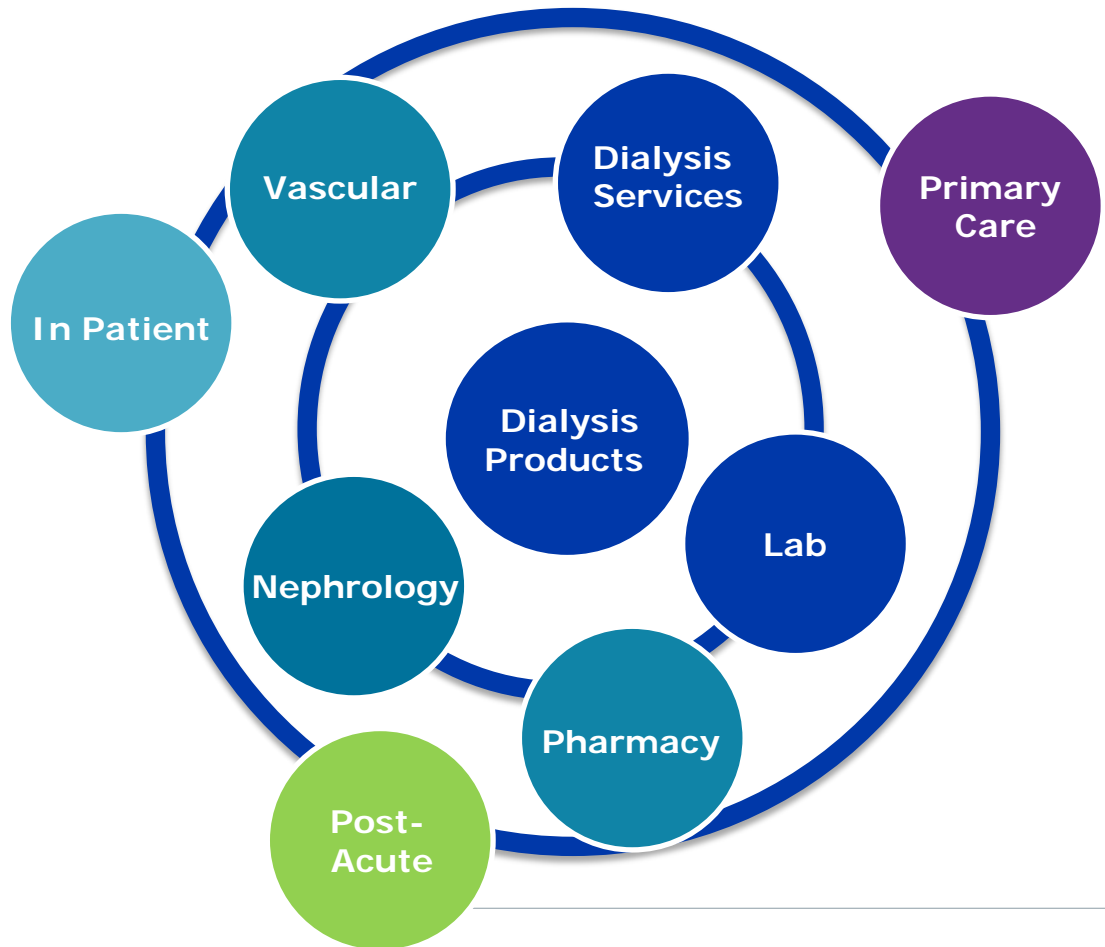 Dialysis
Services
Vascular
Primary
Care
In Patient
Dialysis
Products
Lab
Nephrology
Pharmacy
Post-
Acute